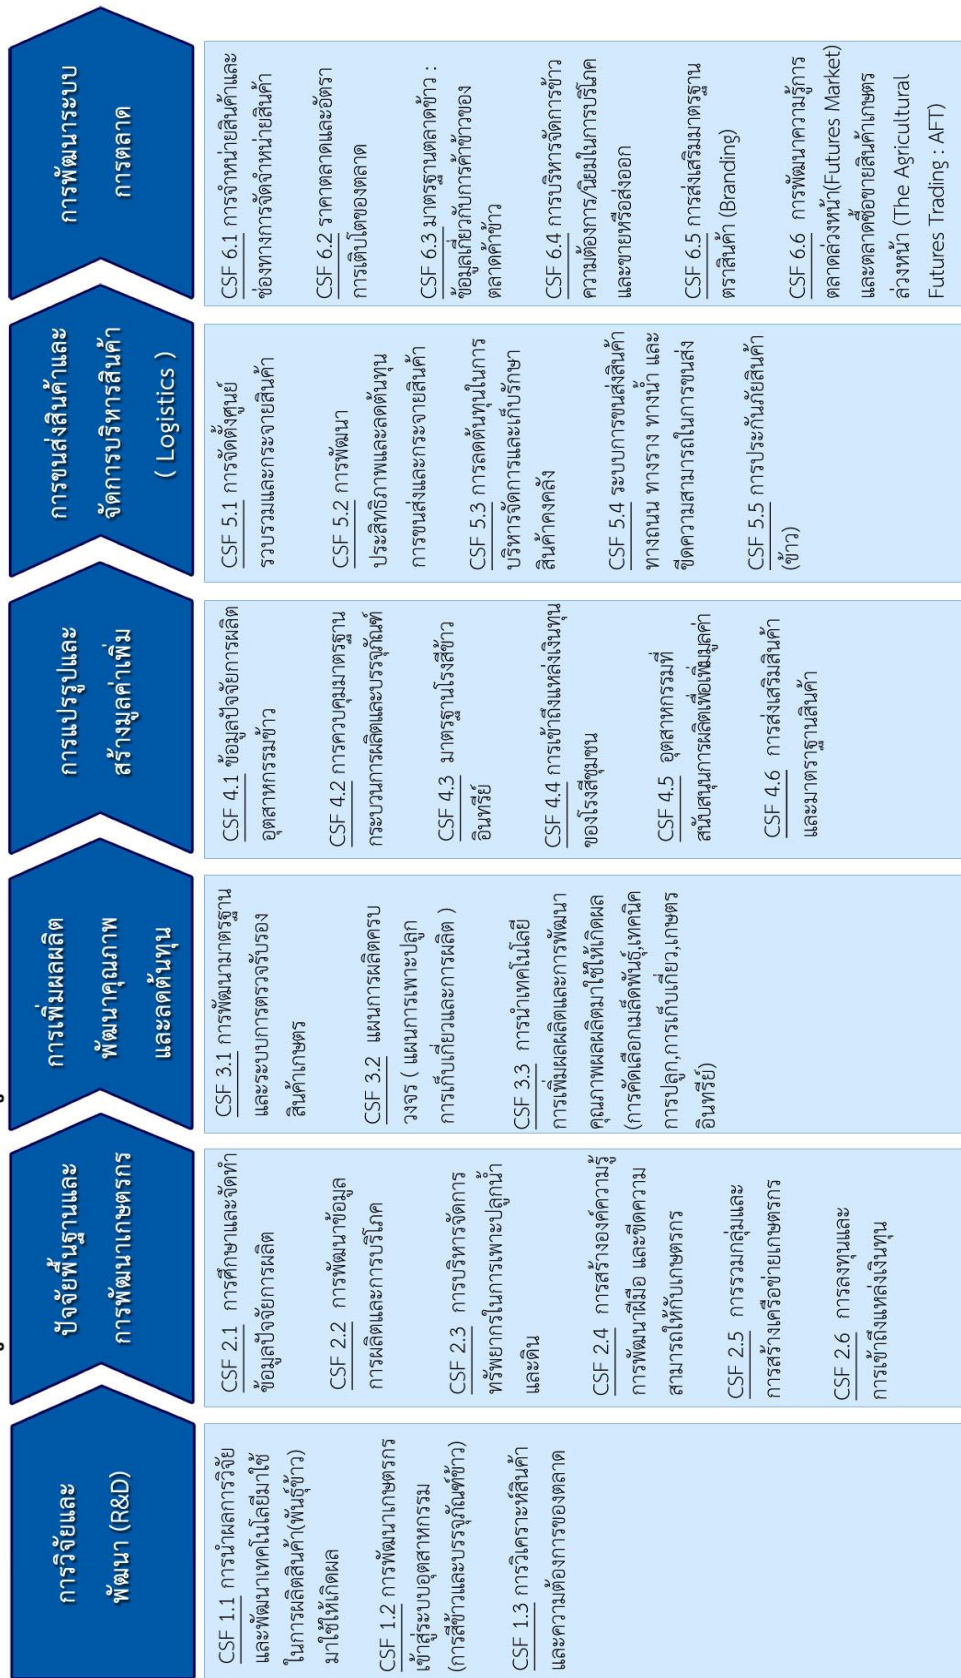 การวิจัยและ
พัฒนา (R&D)
CSF 1.1 การนำผลการวิจัย
และพัฒนาเทคโนโลยีมาใช้
ในการผลิตสินค้า(พันธุ์ข้าว)
มาใช้ให้เกิดผล
CSF 1.2 การพัฒนาเกษตรกร
เข้าสู่ระบบอุตสาหกรรม
(การสีข้าวและบรรจุภัณฑ์ข้าว)
CSF 1.3 การวิเคราะห์สินค้า
และความต้องการของตลาด
ปัจจัยพื้นฐานและ
การพัฒนาเกษตรกร
CSF 2.1 การศึกษาและจัดทำ
ข้อมูลปัจจัยการผลิต
CSF 2.2 การพัฒนาข้อมูล
การผลิตและการบริโภค
CSF 2.3 การบริหารจัดการ
ทรัพยากรในการเพาะปลูกน้ำ
และดิน
CSF 2.4 การสร้างองค์ความรู้
การพัฒนาฝีมือ และขีดความ
สามารถให้กับเกษตรกร
CSF 2.5 การรวมกลุ่มและ
การสร้างเครือข่ายเกษตรกร
CSF 2.6 การลงทุนและ
การเข้าถึงแหล่งเงินทุน
การเพิ่มผลผลิต
พัฒนาคุณภาพ
และลดต้นทุน
CSF 3.1 การพัฒนามาตรฐาน
และระบบการตรวจรับรอง
สินค้าเกษตร
CSF 3.2 แผนการผลิตครบ
วงจร ( แผนการเพาะปลูก
การเก็บเกี่ยวและการผลิต )
CSF 3.3 การนำเทคโนโลยี
การเพิ่มผลผลิตและการพัฒนา
คุณภาพผลผลิตมาใช้ให้เกิดผล
(การคัดเลือกเมล็ดพันธุ์,เทคนิค
การปลูก,การเก็บเกี่ยว,เกษตร
อินทรีย์)
การแปรรูปและ
สร้างมูลค่าเพิ่ม
CSF 4.1 ข้อมูลปัจจัยการผลิต
อุตสาหกรรมข้าว
CSF 4.2 การควบคุมมาตรฐาน
กระบวนการผลิตและบรรจุภัณฑ์
CSF 4.3 มาตรฐานโรงสีข้าว
อินทรีย์
CSF 4.4 การเข้าถึงแหล่งเงินทุน
ของโรงสีชุมชน
CSF 4.5 อุตสาหกรรมที่
สนับสนุนการผลิตเพื่อเพิ่มมูลค่า
CSF 4.6 การส่งเสริมสินค้า
และมาตราฐานสินค้า
การขนส่งสินค้าและ
จัดการบริหารสินค้า
( Logistics )
CSF 5.1 การจัดตั้งศูนย์
รวบรวมและกระจายสินค้า
CSF 5.2 การพัฒนา
ประสิทธิภาพและลดต้นทุน
การขนส่งและกระจายสินค้า
CSF 5.3 การลดต้นทุนในการ
บริหารจัดการและเก็บรักษา
สินค้าคงคลัง
CSF 5.4 ระบบการขนส่งสินค้า
ทางถนน ทางราง ทางน้ำ และ
ขีดความสามารถในการขนส่ง
CSF 5.5 การประกันภัยสินค้า
(ข้าว)
การพัฒนาระบบ
การตลาด
CSF 6.1 การจำหน่ายสินค้าและ
ช่องทางการจัดจำหน่ายสินค้า
CSF 6.2 ราคาตลาดและอัตรา
การเติบโตของตลาด
CSF 6.3 มาตรฐานตลาดข้าว :
ข้อมูลเกี่ยวกับการค้าข้าวของ
ตลาดค้าข้าว
CSF 6.4 การบริหารจัดการข้าว
ความต้องการ/นิยมในการบริโภค
และขายหรือส่งออก
CSF 6.5 การส่งเสริมมาตรฐาน
ตราสินค้า (Branding)
CSF 6.6 การพัฒนาความรู้การ
ตลาดล่วงหน้า(Futures Market)
และตลาดซื้อขายสินค้าเกษตร
ล่วงหน้า (The Agricultural
Futures Trading : AFT)